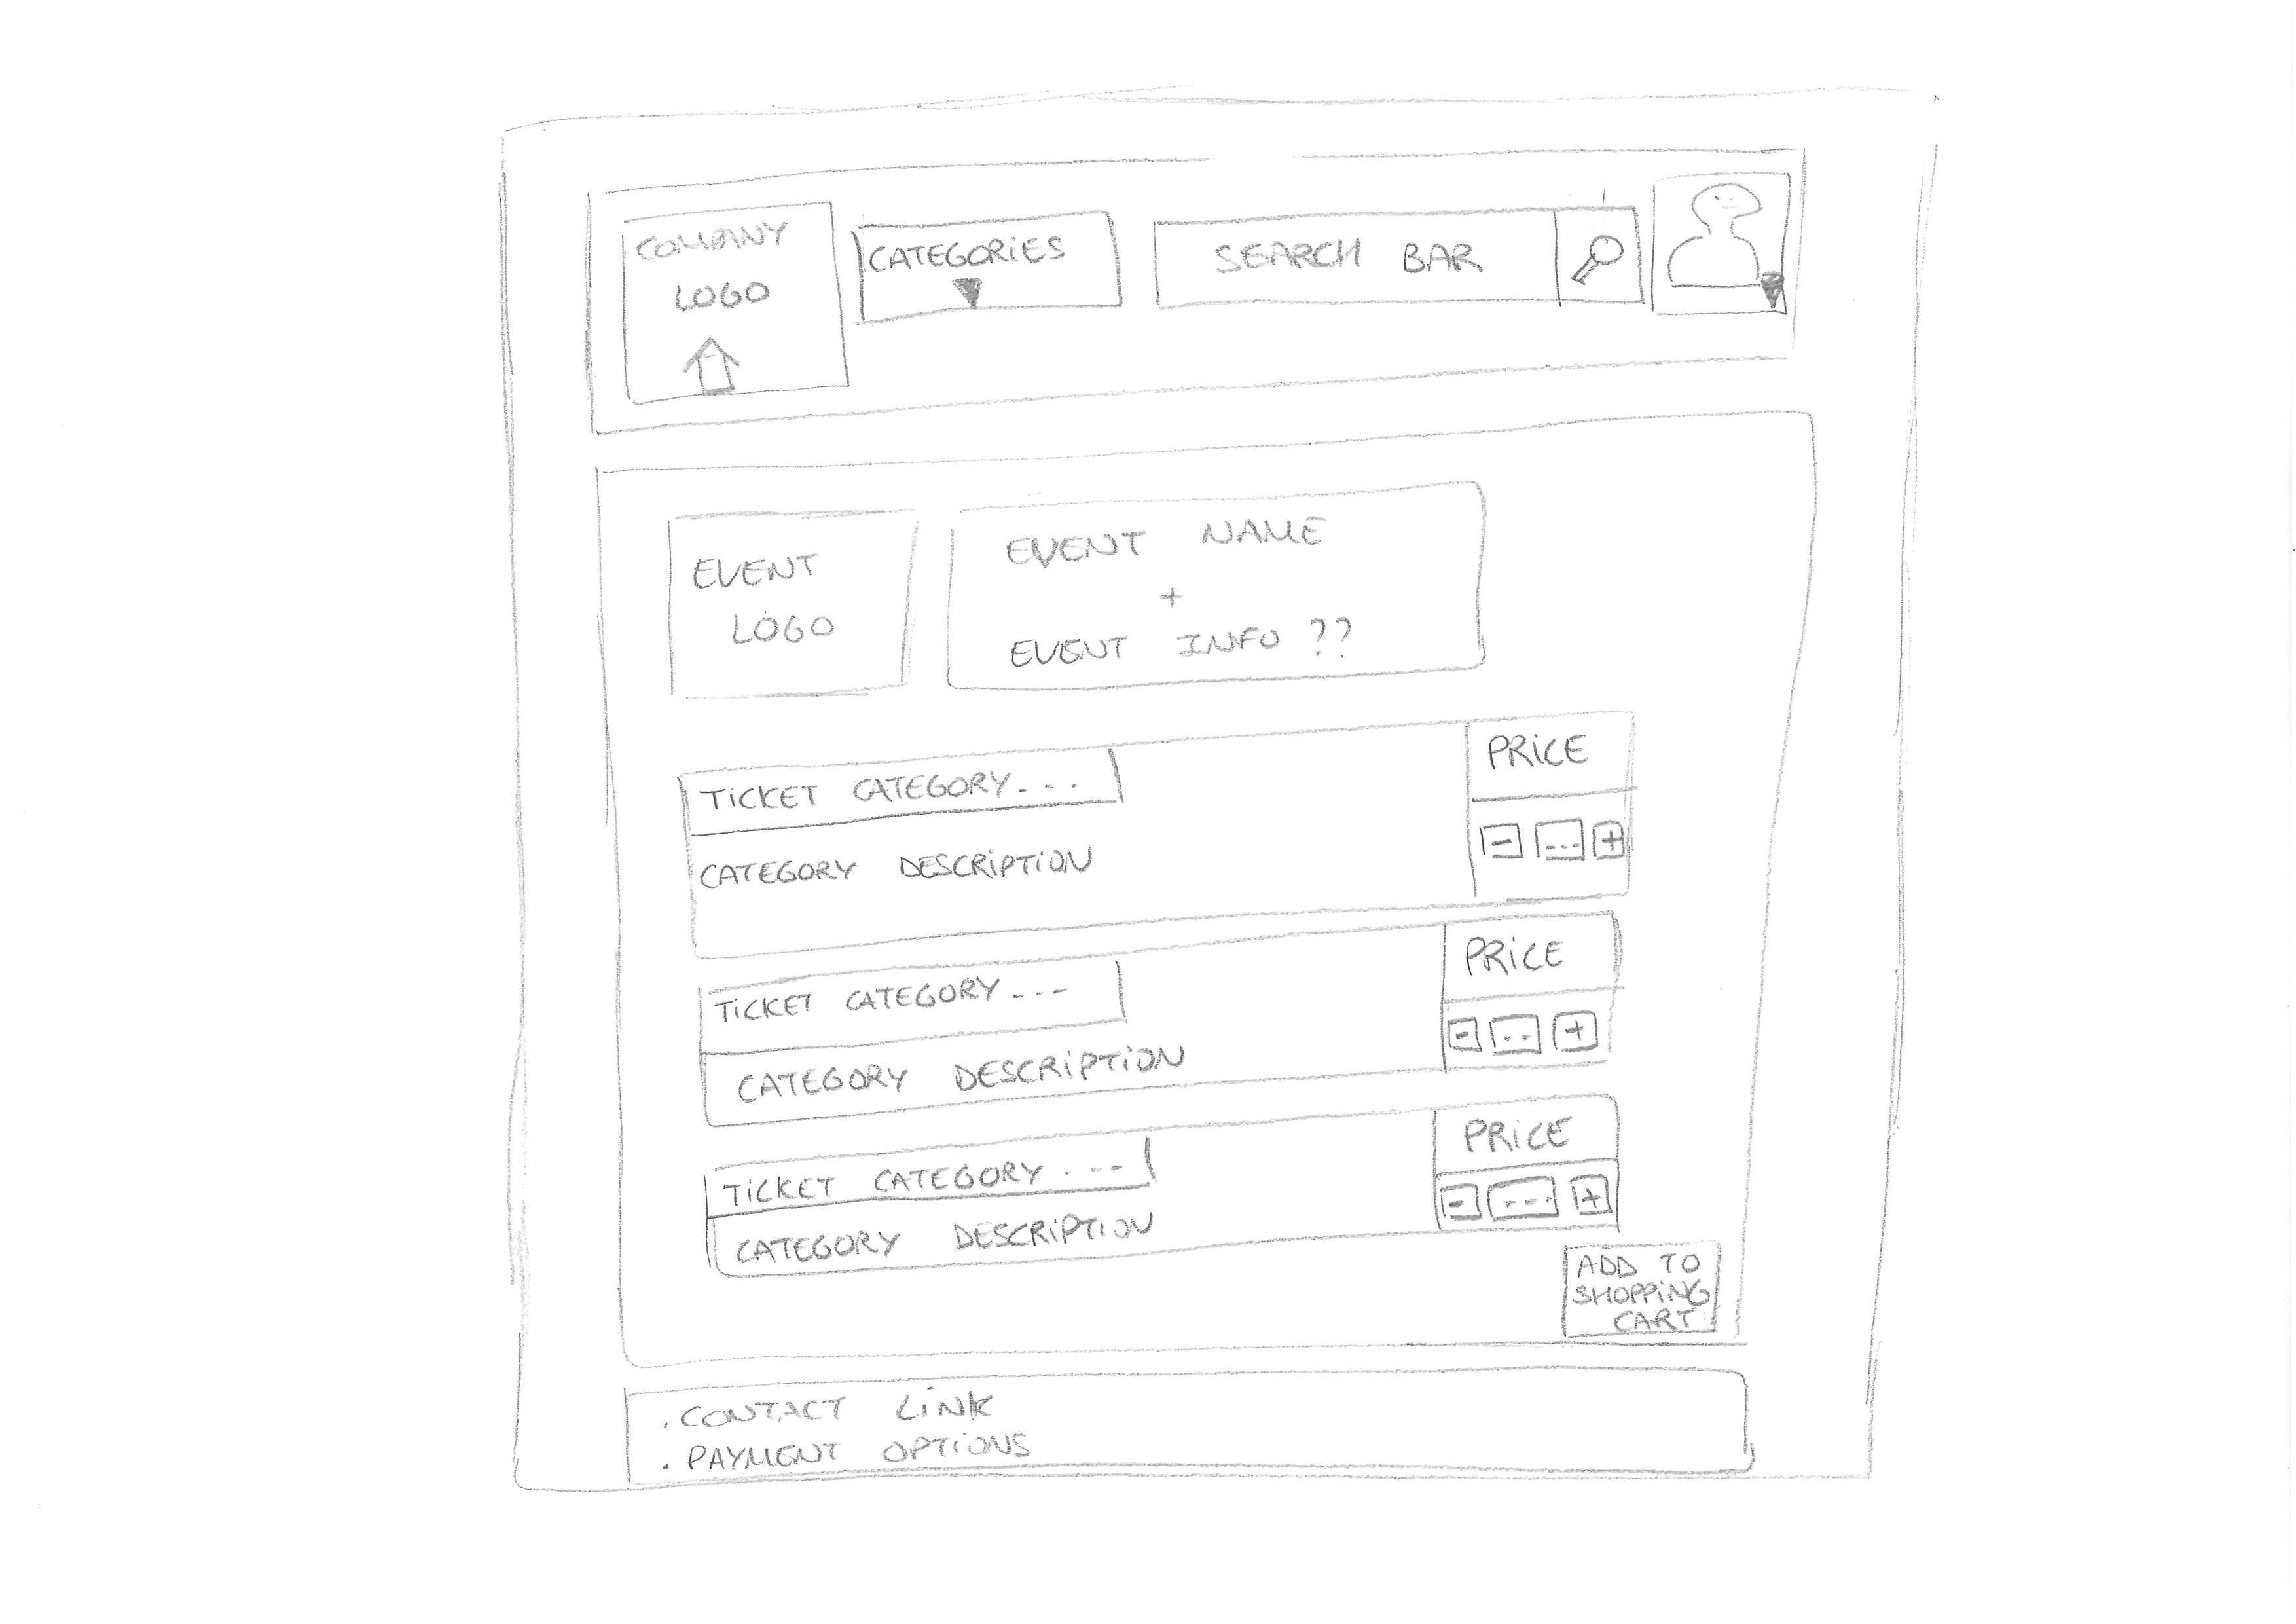 COMPANY
LOGO
CATEGORIES
SEARCH BAR
EVENT
LOGO
EVENT NAME
+
EVENT INFO ??
TICKET CATEGORY...
CATEGORY DESCRIPTION
PRICE
- ... +
TICKET CATEGORY...
CATEGORY DESCRIPTION
PRICE
- ... +
TICKET CATEGORY...
CATEGORY DESCRIPTION
PRICE
- ... +
ADD TO
SHOPPING
CART
. CONTACT LINK
. PAYMENT OPTIONS